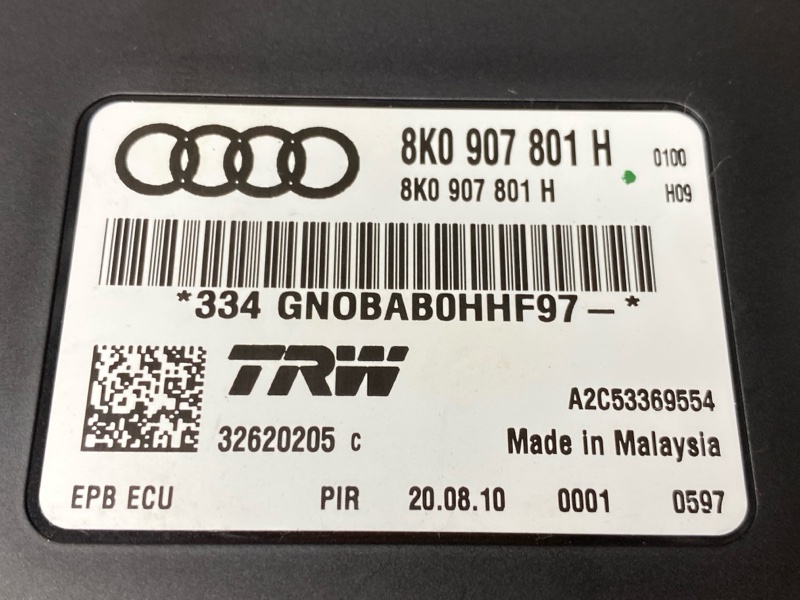 8K0 907 801 H 0100
8K0 907 801 H H09
*334 GNOBAB0HHF97-*
TRW
A2C53369554
32620205 C Made in Malaysia
EPB ECU PIR 20.08.10 0001 0597